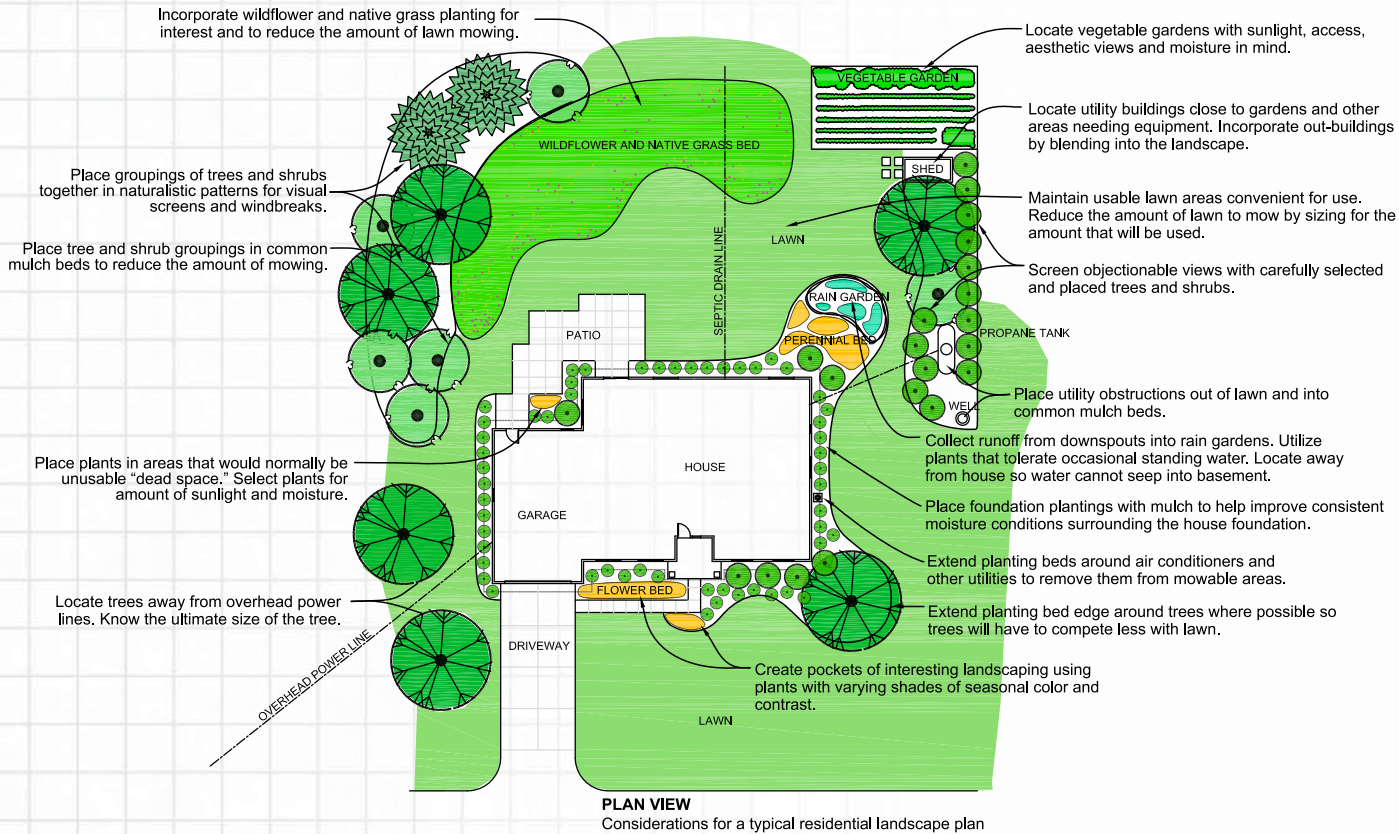 Incorporate wildflower and native grass planting for
interest and to reduce the amount of lawn mowing.
Locate vegetable gardens with sunlight, access,
aesthetic views and moisture in mind.
VEGETABLE GARDEN
Locate utility buildings close to gardens and other
areas needing equipment. Incorporate out-buildings
by blending into the landscape.
WILDFLOWER AND NATIVE GRASS BED
SHED
Place groupings of trees and shrubs
together in naturalistic patterns for visual
screens and windbreaks.
Maintain usable lawn areas convenient for use.
Reduce the amount of lawn to mow by sizing for the
amount that will be used.
Place tree and shrub groupings in common
mulch beds to reduce the amount of mowing.
LAWN
Screen objectionable views with carefully selected
and placed trees and shrubs.
SEPTIC DRAIN LINE
RAIN GARDEN
PATIO
PERENNIAL BED
PROPANE TANK
Place utility obstructions out of lawn and into
common mulch beds.
WELL
Collect runoff from downspouts into rain gardens. Utilize
plants that tolerate occasional standing water. Locate away
from house so water cannot seep into basement.
Place plants in areas that would normally be
unusable “dead space.” Select plants for
amount of sunlight and moisture.
HOUSE
GARAGE
Place foundation plantings with mulch to help improve consistent
moisture conditions surrounding the house foundation.
Extend planting beds around air conditioners and
other utilities to remove them from mowable areas.
FLOWER BED
Locate trees away from overhead power
lines. Know the ultimate size of the tree.
Extend planting bed edge around trees where possible so
trees will have to compete less with lawn.
OVERHEAD POWER LINE
DRIVEWAY
Create pockets of interesting landscaping using
plants with varying shades of seasonal color and
contrast.
LAWN
PLAN VIEW
Considerations for a typical residential landscape plan